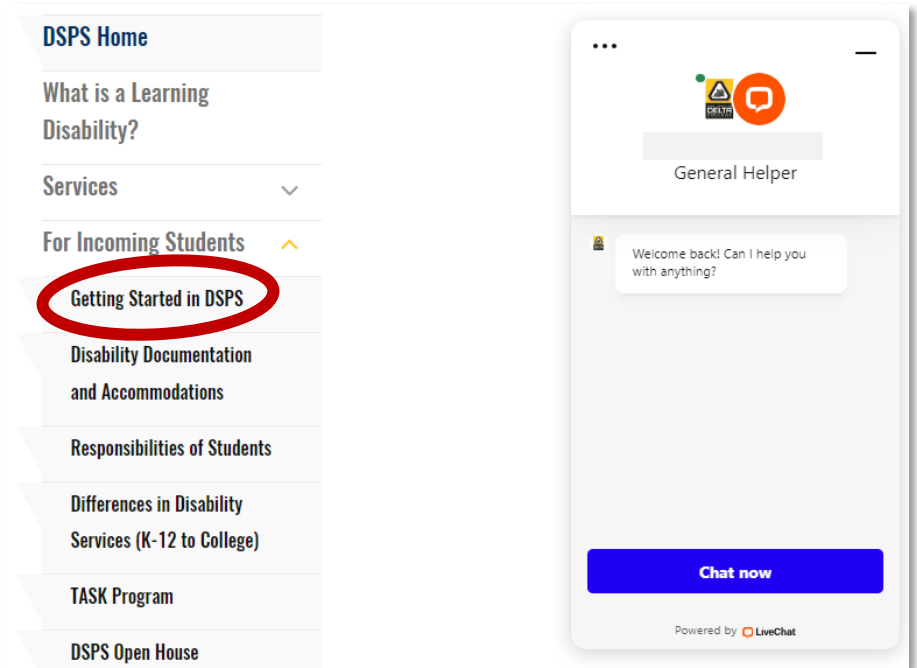 DSPS Home
What is a Learning
Disability?
Services
For Incoming Students
Getting Started in DSPS
Disability Documentation
and Accommodations
Responsibilities of Students
Differences in Disability
Services (K-12 to College)
TASK Program
DSPS Open House
DELTA
General Helper
Welcome back! Can I help you
with anything?
Chat now
Powered by LiveChat